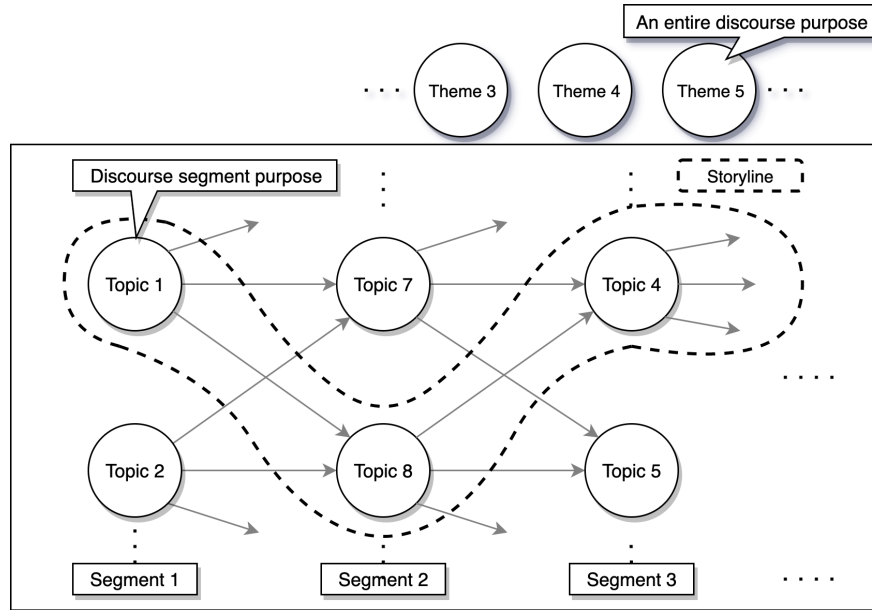 An entire discourse purpose
. . . Theme 3 Theme 4 Theme 5 . . .
Discourse segment purpose
Storyline
Topic 1 Topic 7 Topic 4
. . . .
Topic 2 Topic 8 Topic 5
Segment 1 Segment 2 Segment 3 . . . .